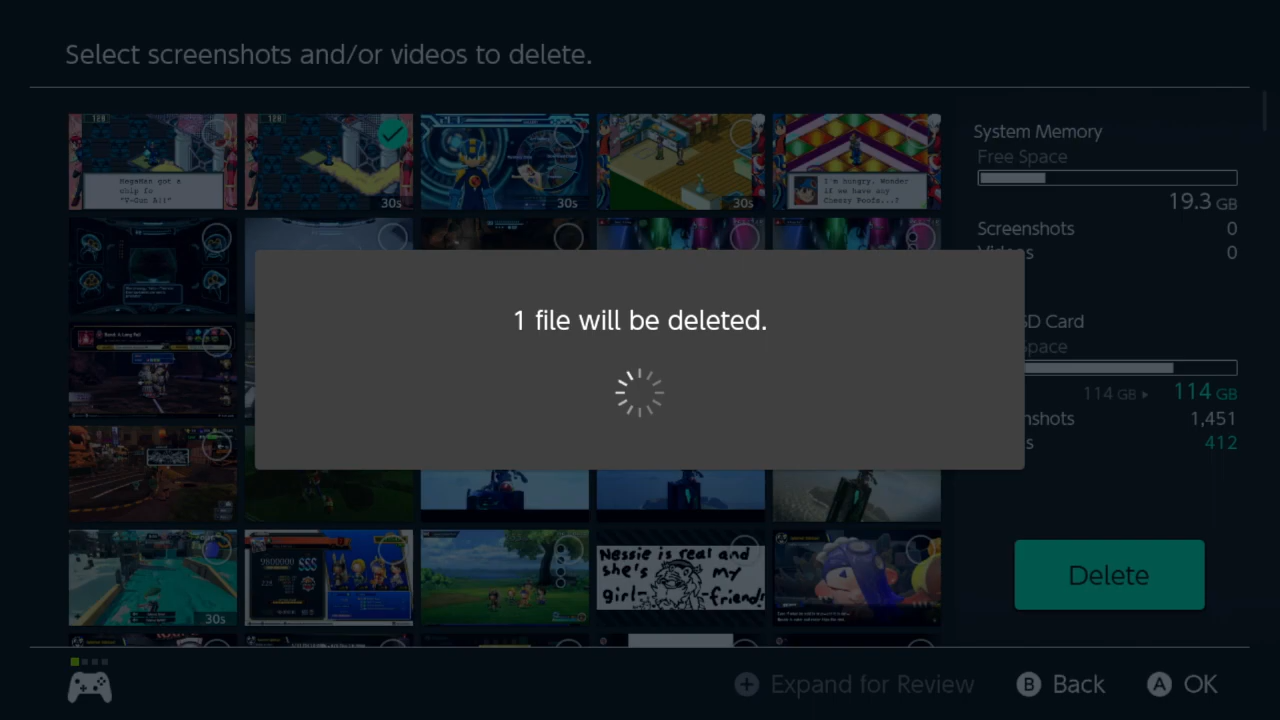 Select screenshots and/or videos to delete.
128
128
MegaMan got a
chip fo
"V-Gun A!!"
30s
30s
30s
I'm hungry. Wonder
if we have any
Cheesy Poofs...?
System Memory
Free Space
19.3 GB
Screenshots 0
s 0
1 file will be deleted.
SD Card
Space
114 GB ▸ 114 GB
nshots 1,451
s 412
30s
$$$
Nessie is real and
she's my
girl- friend!
Delete
+ Expand for Review
B Back
A OK